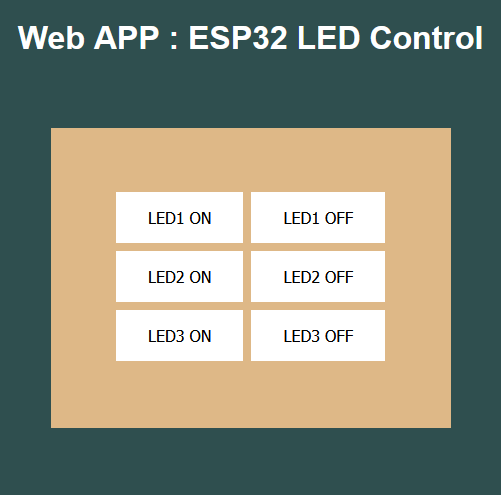 Web APP : ESP32 LED Control
LED1 ON LED1 OFF
LED2 ON LED2 OFF
LED3 ON LED3 OFF